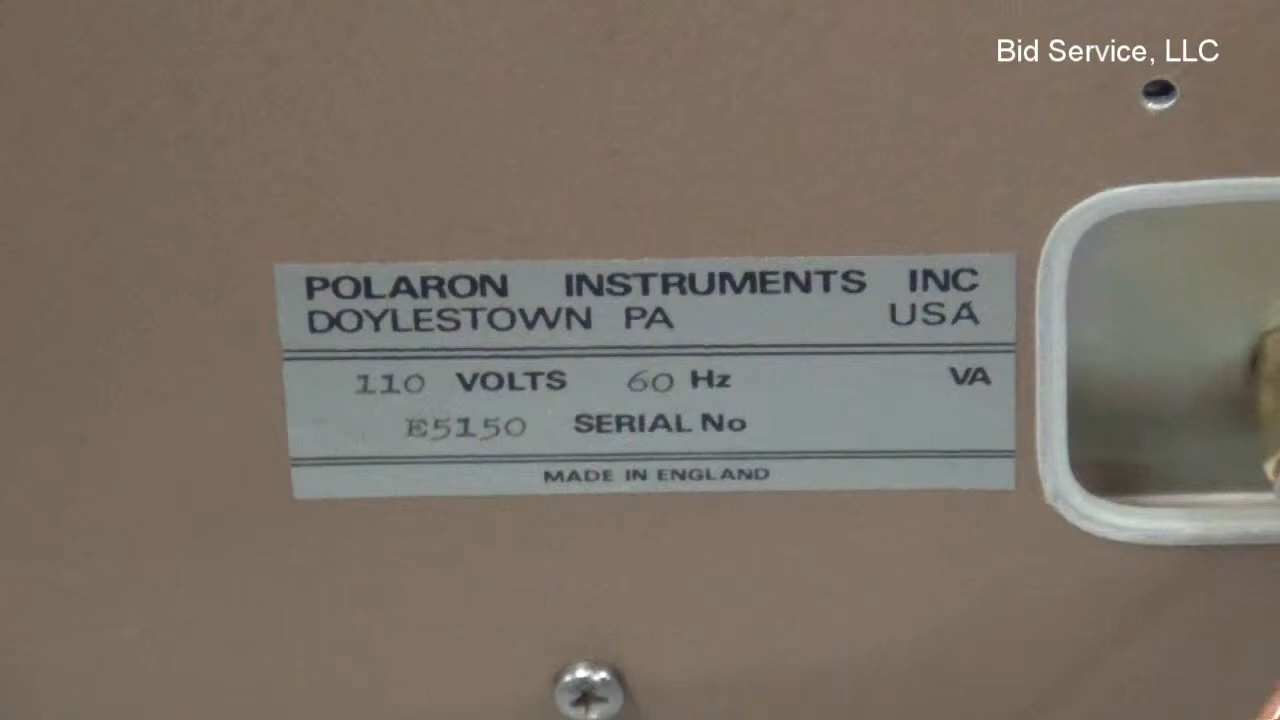 Bid Service, LLC
POLARON INSTRUMENTS INC
DOYLESTOWN PA USA
110 VOLTS 60 Hz VA
E5150 SERIAL No
MADE IN ENGLAND